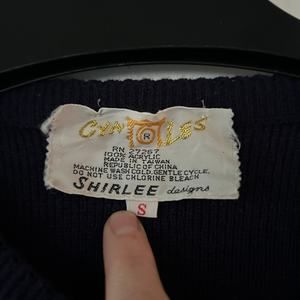 CYN ® LES
RN 27267
100% ACRYLIC
MADE IN TAIWAN
REPUBLIC OF CHINA
MACHINE WASH COLD, GENTLE CYCLE,
DO NOT USE CHLORINE BLEACH
SHIRLEE designs
S